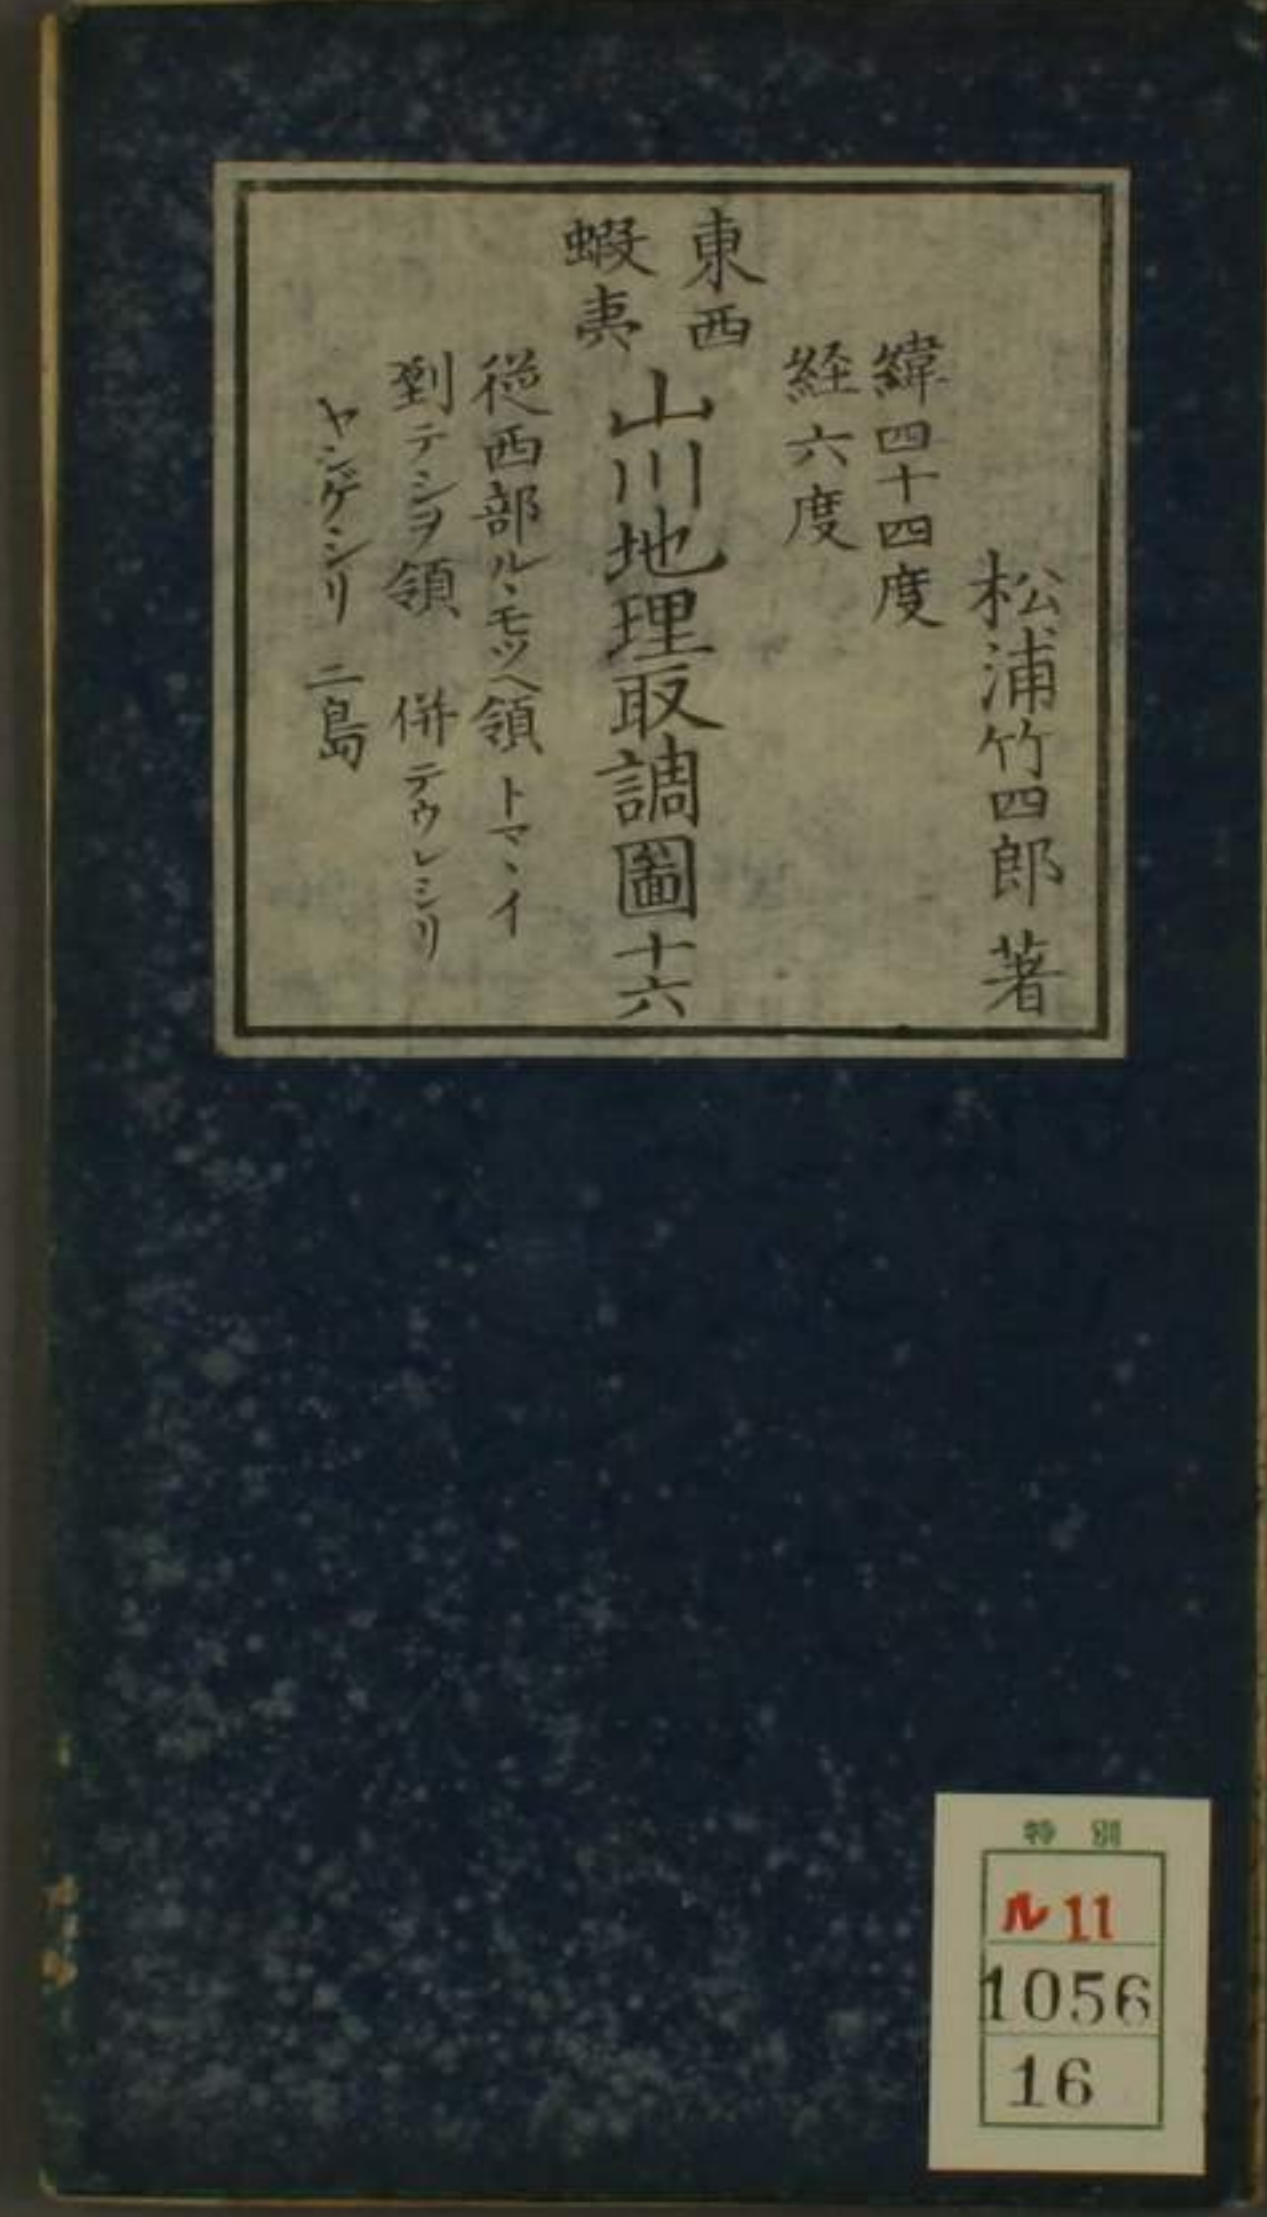 松浦竹四郎著
緯四十四度
経六度
東西
蝦夷
山川地理取調圖十六
從西部ル、モツヘ領トマヽイ
到テシヲ領 併テウレシリ
ヤンゲシリ 二島
特別
ル11
1056
16